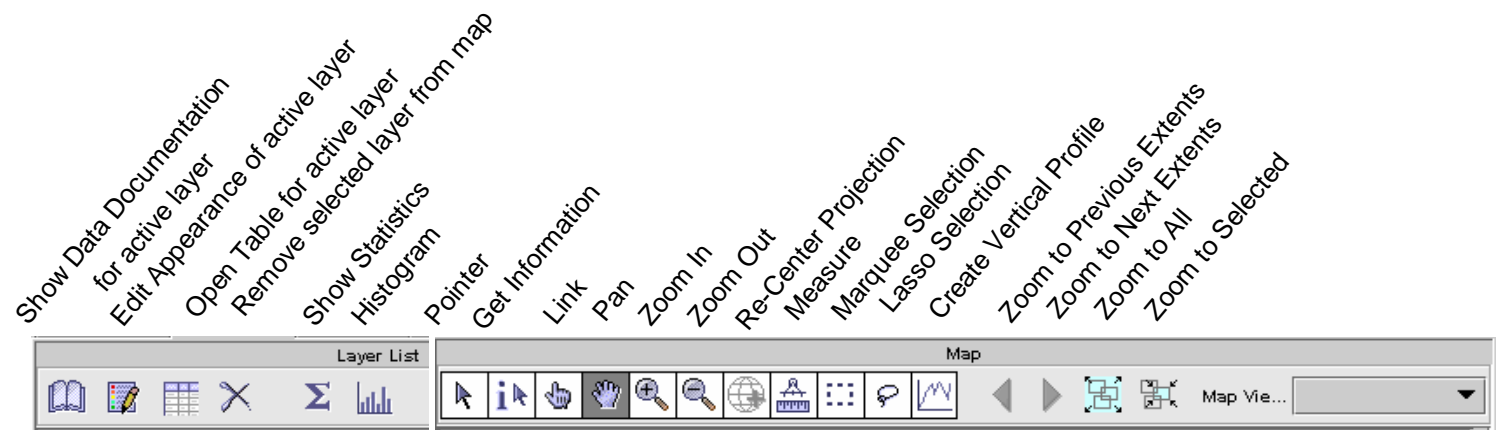 Show Data Documentation
for active layer
Edit Appearance of active layer
Open Table for active layer
Remove selected layer from map
Show Statistics
Histogram
Pointer
Get Information
Link
Pan
Zoom In
Zoom Out
Re-Center Projection
Measure
Marquee Selection
Lasso Selection
Create Vertical Profile
Zoom to Previous Extents
Zoom to Next Extents
Zoom to All
Zoom to Selected
Layer List
Map
Map Vie...